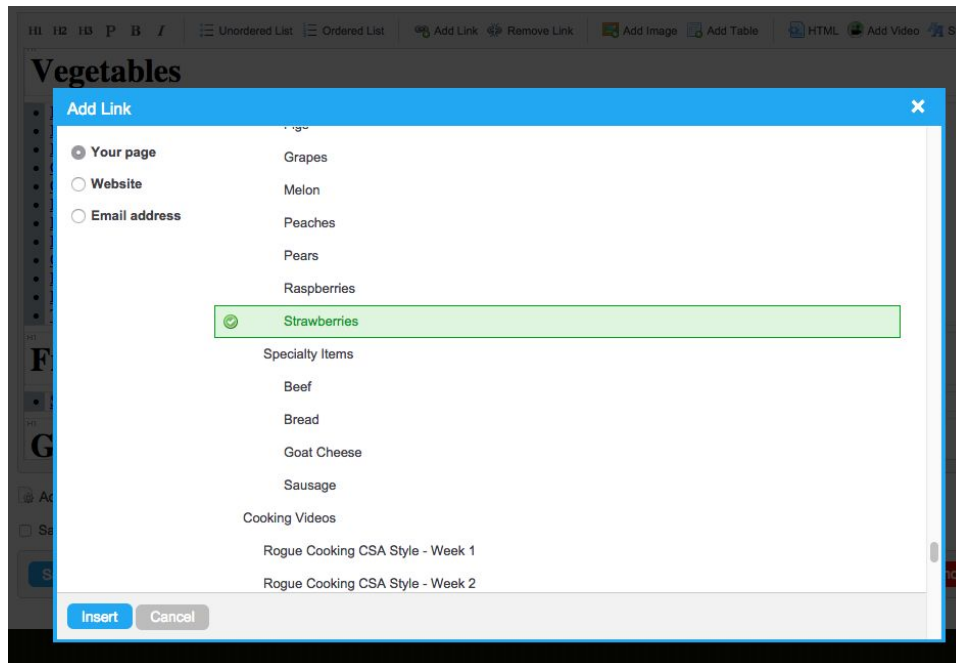 H1 H2 H3 P B I Unordered List Ordered List Add Link Remove Link Add Image Add Table HTML Add Video
Vegetables
Add Link
Your page
Website
Email address
Figs
Grapes
Melon
Peaches
Pears
Raspberries
Strawberries
Specialty Items
Beef
Bread
Goat Cheese
Sausage
Cooking Videos
Rogue Cooking CSA Style - Week 1
Rogue Cooking CSA Style - Week 2
Insert Cancel